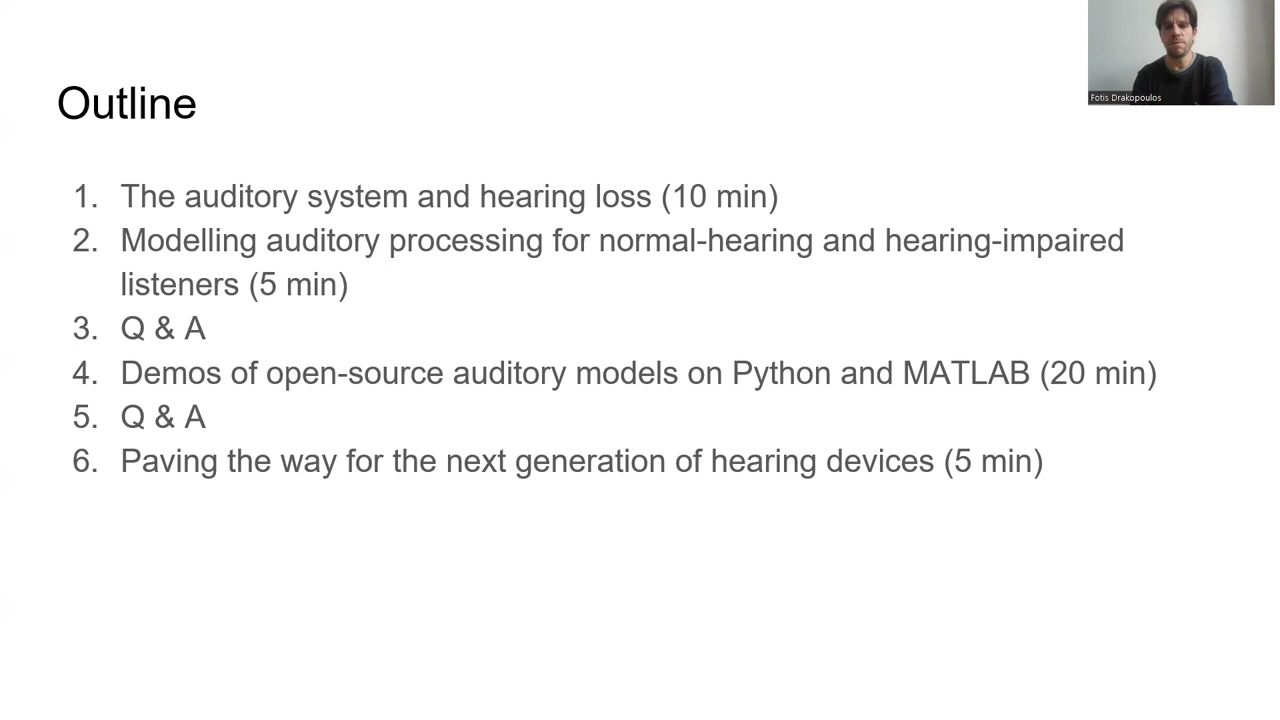 Fotis Drakopoulos
Outline
1. The auditory system and hearing loss (10 min)
2. Modelling auditory processing for normal-hearing and hearing-impaired
listeners (5 min)
3. Q & A
4. Demos of open-source auditory models on Python and MATLAB (20 min)
5. Q & A
6. Paving the way for the next generation of hearing devices (5 min)